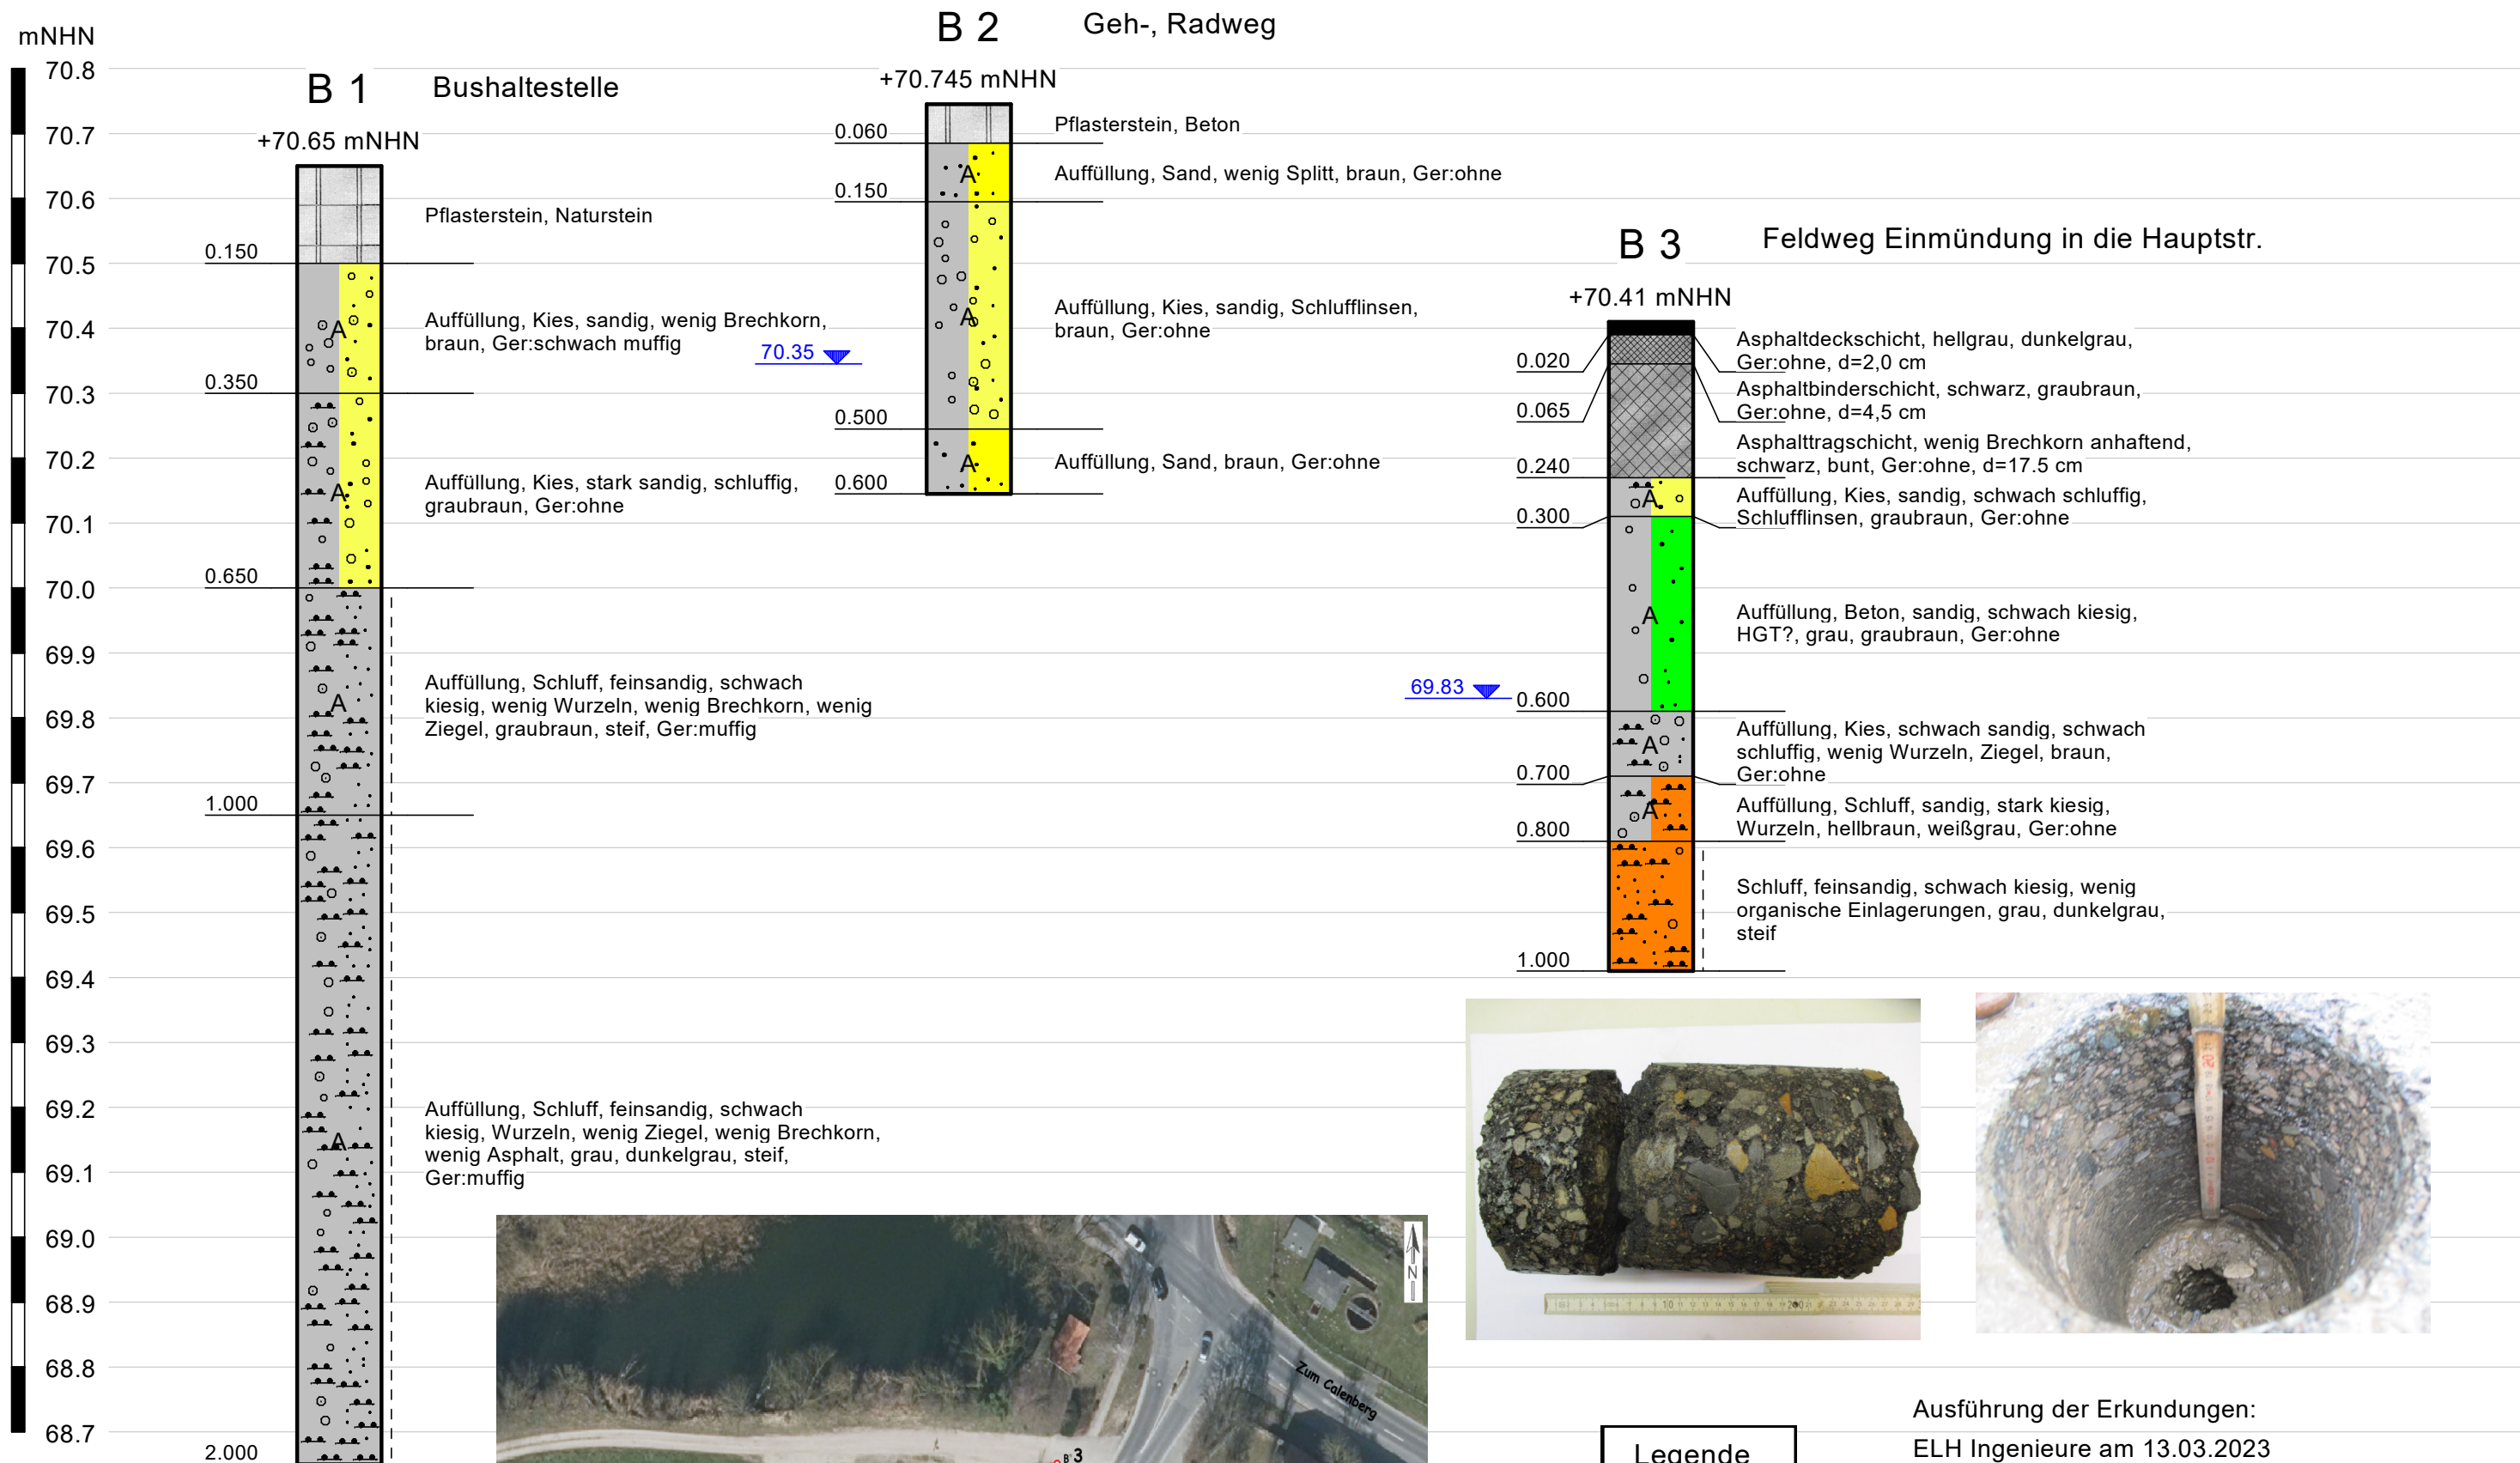 mNHN
70.8
70.7
70.6
70.5
70.4
70.3
70.2
70.1
70.0
69.9
69.8
69.7
69.6
69.5
69.4
69.3
69.2
69.1
69.0
68.9
68.8
68.7
B 1 Bushaltestelle
+70.65 mNHN
0.150
Pflasterstein, Naturstein
A
0.350
Auffüllung, Kies, sandig, wenig Brechkorn,
braun, Ger:schwach muffig
A
0.650
Auffüllung, Kies, stark sandig, schluffig,
graubraun, Ger:ohne
A
1.000
Auffüllung, Schluff, feinsandig, schwach
kiesig, wenig Wurzeln, wenig Brechkorn, wenig
Ziegel, graubraun, steif, Ger:muffig
A
2.000
Auffüllung, Schluff, feinsandig, schwach
kiesig, Wurzeln, wenig Ziegel, wenig Brechkorn,
wenig Asphalt, grau, dunkelgrau, steif,
Ger:muffig
B 2 Geh-, Radweg
+70.745 mNHN
0.060
Pflasterstein, Beton
A
0.150
Auffüllung, Sand, wenig Splitt, braun, Ger:ohne
70.35
A
0.500
Auffüllung, Kies, sandig, Schlufflinsen,
braun, Ger:ohne
A
0.600
Auffüllung, Sand, braun, Ger:ohne
B 3 Feldweg Einmündung in die Hauptstr.
+70.41 mNHN
0.020
Asphaltdeckschicht, hellgrau, dunkelgrau,
Ger:ohne, d=2,0 cm
0.065
Asphaltbinderschicht, schwarz, graubraun,
Ger:ohne, d=4,5 cm
0.240
Asphalttragschicht, wenig Brechkorn anhaftend,
schwarz, bunt, Ger:ohne, d=17.5 cm
A
0.300
Auffüllung, Kies, sandig, schwach schluffig,
Schlufflinsen, graubraun, Ger:ohne
A
69.83
0.600
Auffüllung, Beton, sandig, schwach kiesig,
HGT?, grau, graubraun, Ger:ohne
A
0.700
Auffüllung, Kies, schwach sandig, schwach
schluffig, wenig Wurzeln, Ziegel, braun,
Ger:ohne
A
0.800
Auffüllung, Schluff, sandig, stark kiesig,
Wurzeln, hellbraun, weißgrau, Ger:ohne
1.000
Schluff, feinsandig, schwach kiesig, wenig
organische Einlagerungen, grau, dunkelgrau,
steif
N
Zum Calenberg
B 3
Legende
Ausführung der Erkundungen:
ELH Ingenieure am 13.03.2023